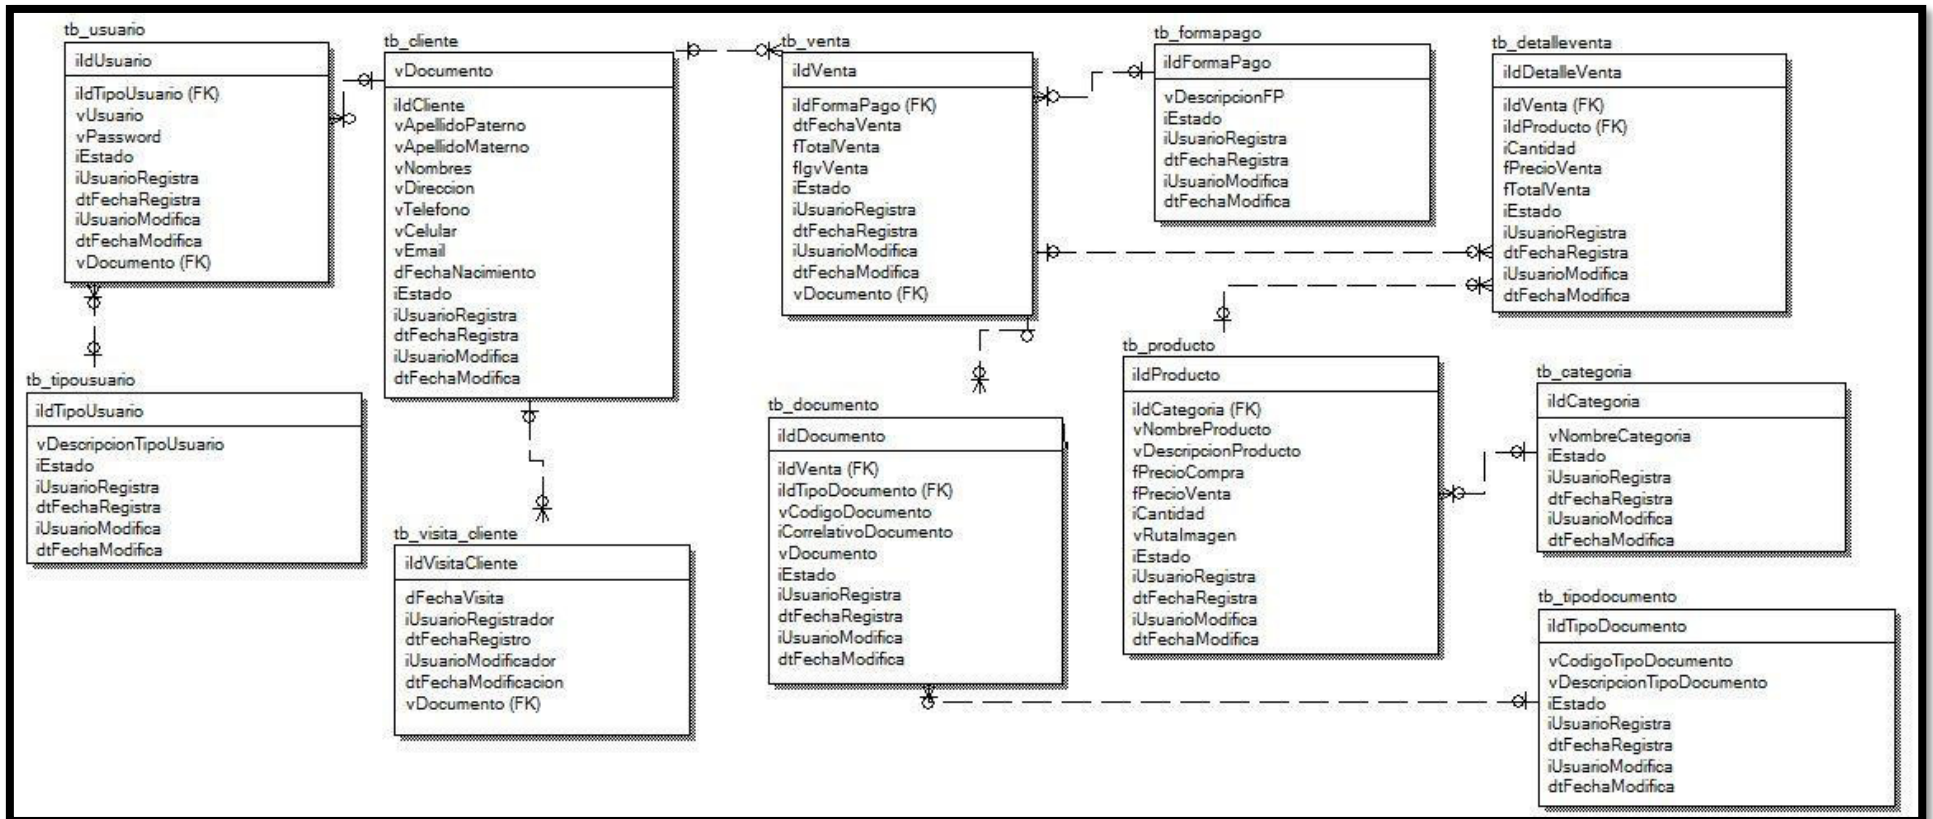 tb_usuario
iIdUsuario
iIdTipoUsuario (FK)
vUsuario
vPassword
iEstado
iUsuarioRegistra
dtFechaRegistra
iUsuarioModifica
dtFechaModifica
vDocumento (FK)
tb_cliente
vDocumento
iIdCliente
vApellidoPaterno
vApellidoMaterno
vNombres
vDireccion
vTelefono
vCelular
vEmail
dFechaNacimiento
iEstado
iUsuarioRegistra
dtFechaRegistra
iUsuarioModifica
dtFechaModifica
tb_venta
iIdVenta
iIdFormaPago (FK)
dtFechaVenta
fTotalVenta
fIgvVenta
iEstado
iUsuarioRegistra
dtFechaRegistra
iUsuarioModifica
dtFechaModifica
vDocumento (FK)
tb_formapago
iIdFormaPago
vDescripcionFP
iEstado
iUsuarioRegistra
dtFechaRegistra
iUsuarioModifica
dtFechaModifica
tb_detalleventa
iIdDetalleVenta
iIdVenta (FK)
iIdProducto (FK)
iCantidad
fPrecioVenta
fTotalVenta
iEstado
iUsuarioRegistra
dtFechaRegistra
iUsuarioModifica
dtFechaModifica
tb_tipousuario
iIdTipoUsuario
vDescripcionTipoUsuario
iEstado
iUsuarioRegistra
dtFechaRegistra
iUsuarioModifica
dtFechaModifica
tb_visita_cliente
iIdVisitaCliente
dFechaVisita
iUsuarioRegistrador
dtFechaRegistro
iUsuarioModificador
dtFechaModificacion
vDocumento (FK)
tb_documento
iIdDocumento
iIdVenta (FK)
iIdTipoDocumento (FK)
vCodigoDocumento
iCorrelativoDocumento
vDocumento
iEstado
iUsuarioRegistra
dtFechaRegistra
iUsuarioModifica
dtFechaModifica
tb_producto
iIdProducto
iIdCategoria (FK)
vNombreProducto
vDescripcionProducto
fPrecioCompra
fPrecioVenta
iCantidad
vRutaImagen
iEstado
iUsuarioRegistra
dtFechaRegistra
iUsuarioModifica
dtFechaModifica
tb_categoria
iIdCategoria
vNombreCategoria
iEstado
iUsuarioRegistra
dtFechaRegistra
iUsuarioModifica
dtFechaModifica
tb_tipodocumento
iIdTipoDocumento
vCodigoTipoDocumento
vDescripcionTipoDocumento
iEstado
iUsuarioRegistra
dtFechaRegistra
iUsuarioModifica
dtFechaModifica